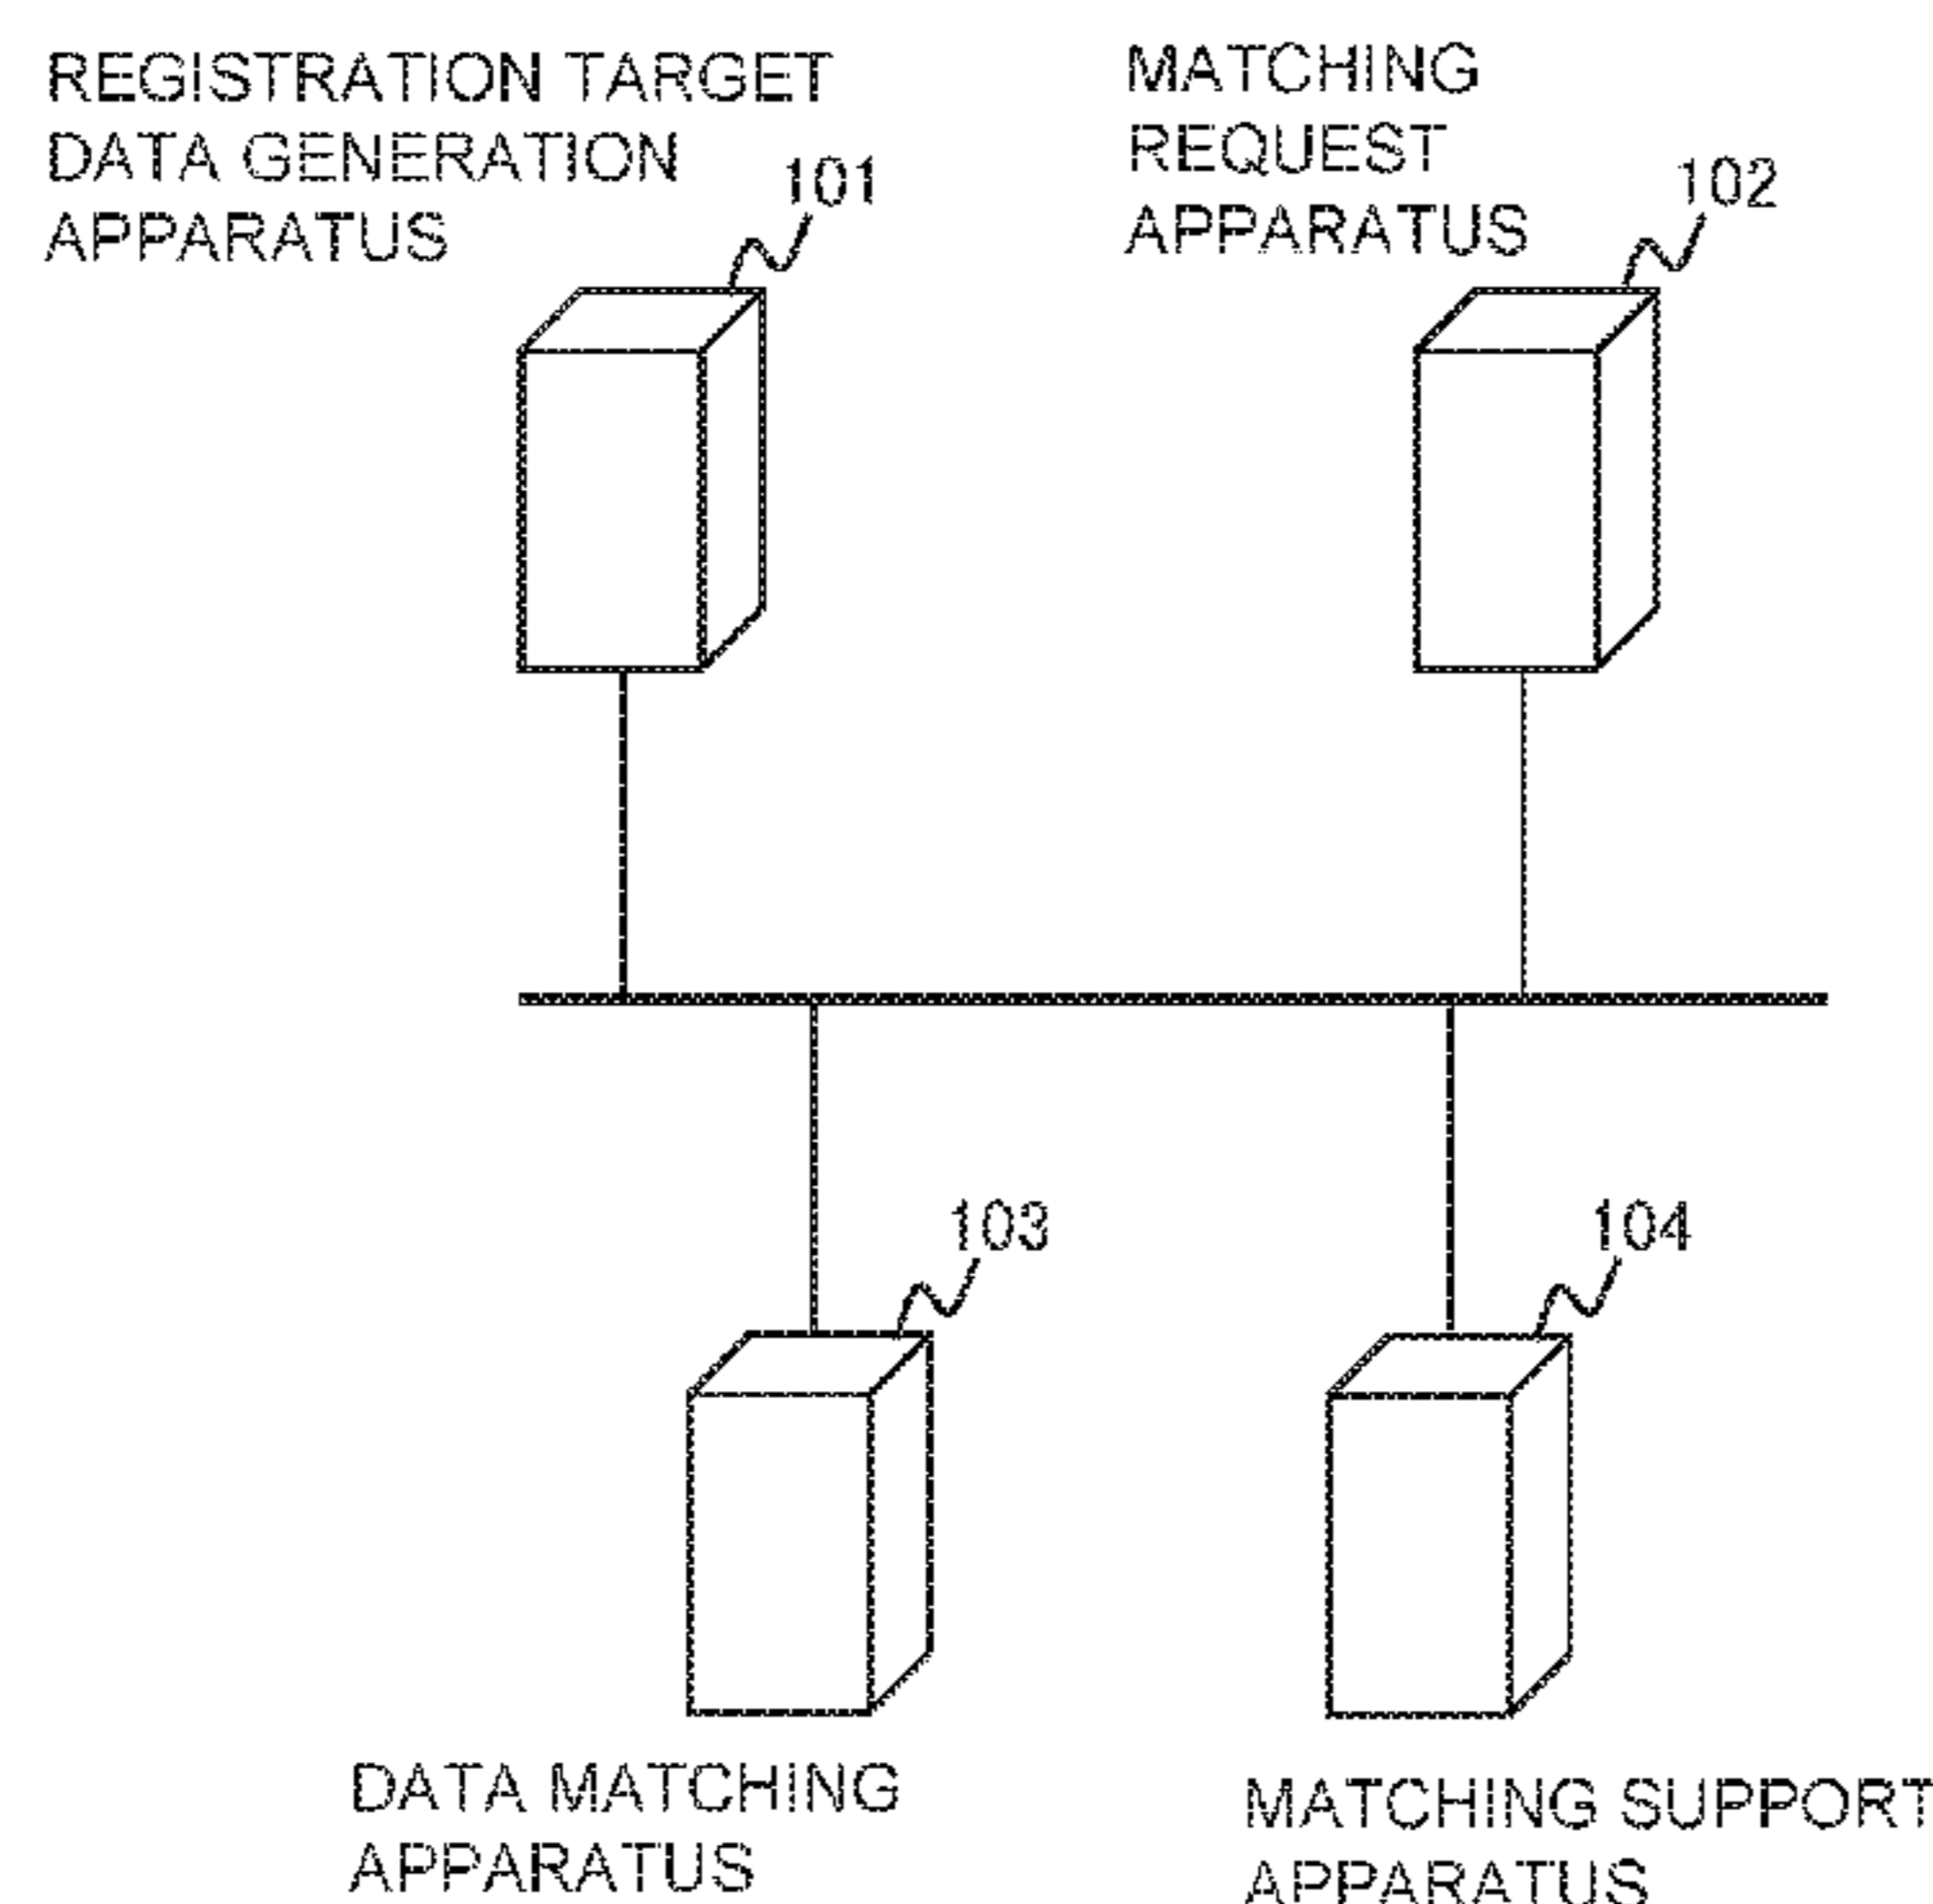 REGISTRATION TARGET
DATA GENERATION
APPARATUS
101
MATCHING
REQUEST
APPARATUS
102
103
104
DATA MATCHING
APPARATUS
MATCHING SUPPORT
APPARATUS